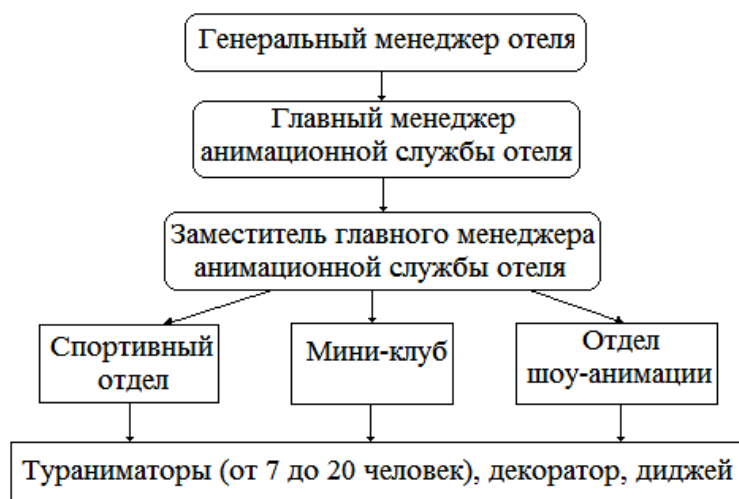 Генеральный менеджер отеля
Главный менеджер
анимационной службы отеля
Заместитель главного менеджера
анимационной службы отеля
Спортивный
отдел
Мини-клуб
Отдел
шоу-анимации
Тураниматоры (от 7 до 20 человек), декоратор, диджей